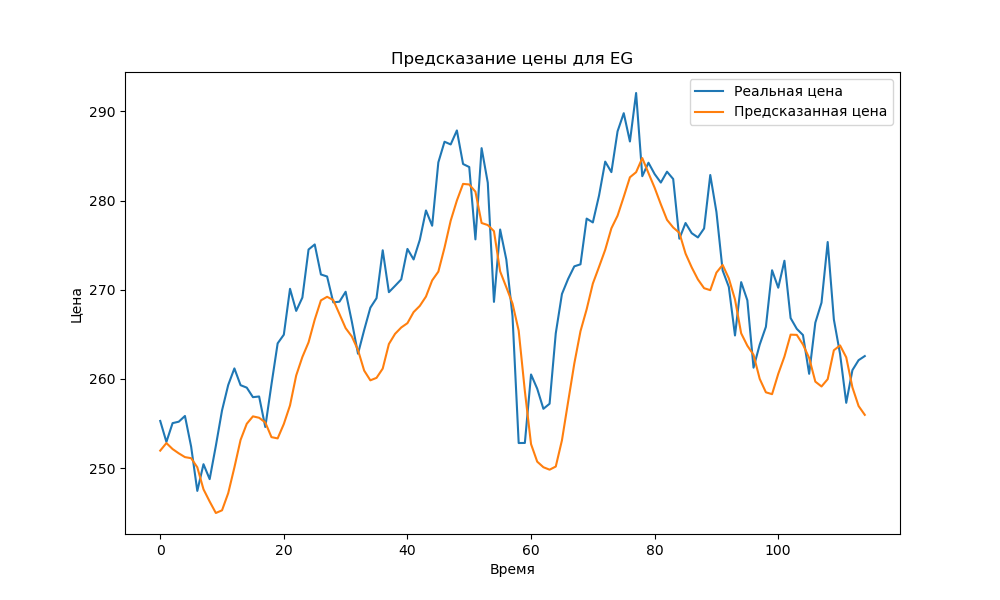 Предсказание цены для EG
Реальная цена
Предсказанная цена
290
280
270
260
250
Цена
0 20 40 60 80 100
Время